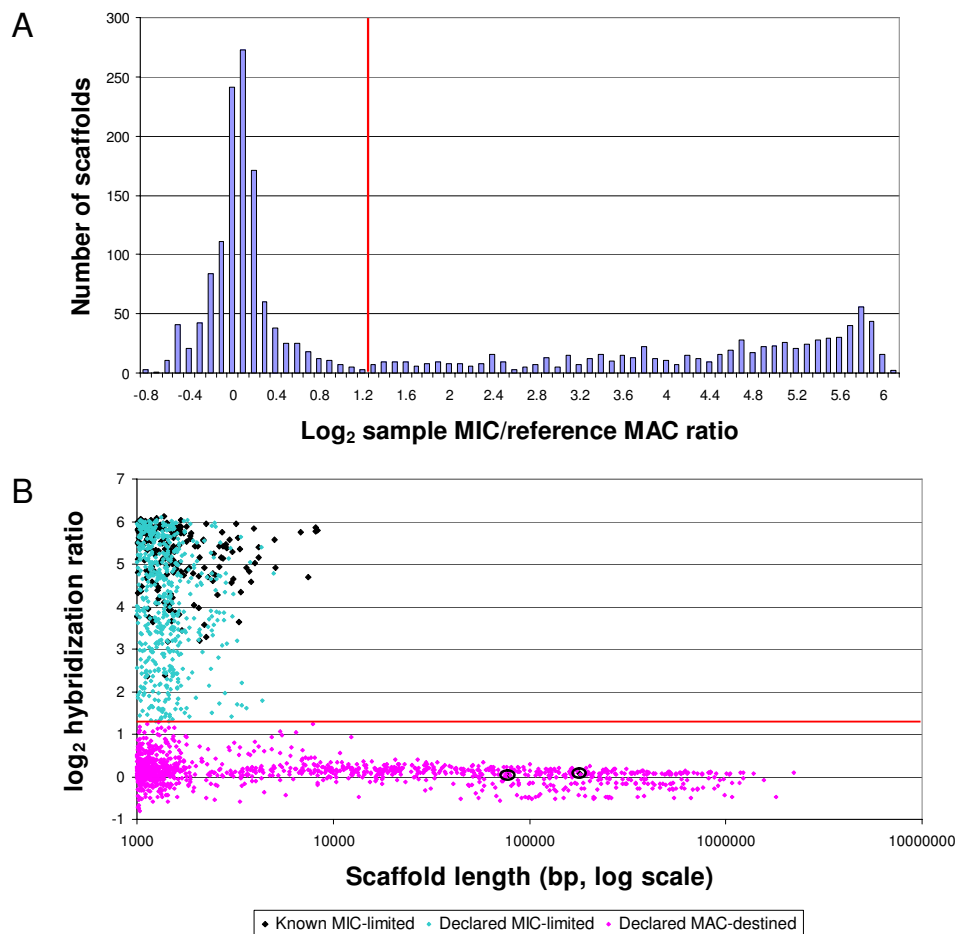 A
300
250
200
150
100
50
0
Number of scaffolds
-0.8 -0.4 0 0.4 0.8 1.2 1.6 2 2.4 2.8 3.2 3.6 4 4.4 4.8 5.2 5.6 6
Log₂ sample MIC/reference MAC ratio
B
7
6
5
4
3
2
1
0
-1
log₂ hybridization ratio
1000 10000 100000 1000000 10000000
Scaffold length (bp, log scale)
Known MIC-limited Declared MIC-limited Declared MAC-destined